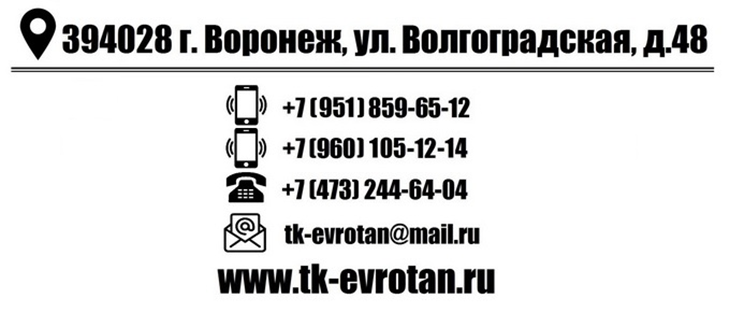 394028 г. Воронеж, ул. Волгоградская, д.48
+7 (951) 859-65-12
+7 (960) 105-12-14
+7 (473) 244-64-04
tk-evrotan@mail.ru
www.tk-evrotan.ru